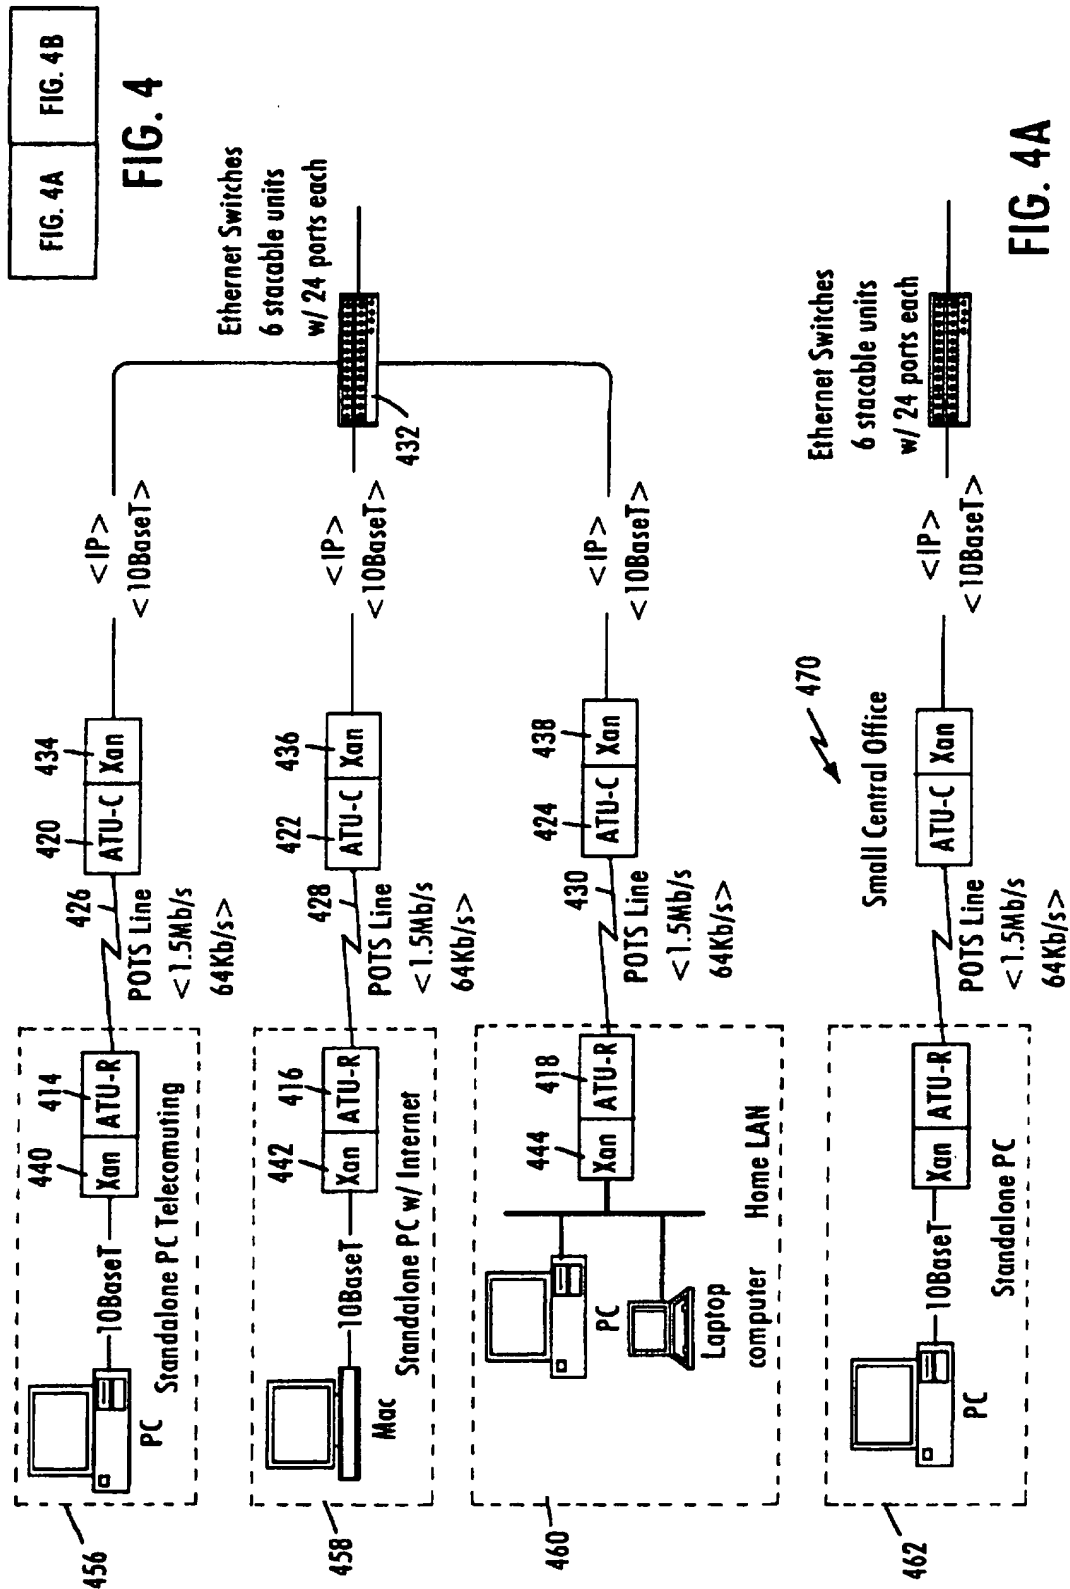 FIG. 4A
FIG. 4B
FIG. 4
456
PC
10BaseT
440
414
Xan
ATU-R
Standalone PC Telecomuting
426
POTS Line
<1.5Mb/s
64Kb/s>
420
434
ATU-C
Xan
<IP>
<10BaseT>
Ethernet Switches
6 stacable units
w/ 24 ports each
432
458
Mac
10BaseT
442
416
Xan
ATU-R
Standalone PC w/ Internet
428
POTS Line
<1.5Mb/s
64Kb/s>
422
436
ATU-C
Xan
<IP>
<10BaseT>
460
PC
Laptop
computer
Home LAN
444
418
Xan
ATU-R
430
POTS Line
<1.5Mb/s
64Kb/s>
424
438
ATU-C
Xan
<IP>
<10BaseT>
462
PC
10BaseT
Xan
ATU-R
Standalone PC
POTS Line
<1.5Mb/s
64Kb/s>
Small Central Office
470
ATU-C
Xan
<IP>
<10BaseT>
Ethernet Switches
6 stacable units
w/ 24 ports each
FIG. 4A